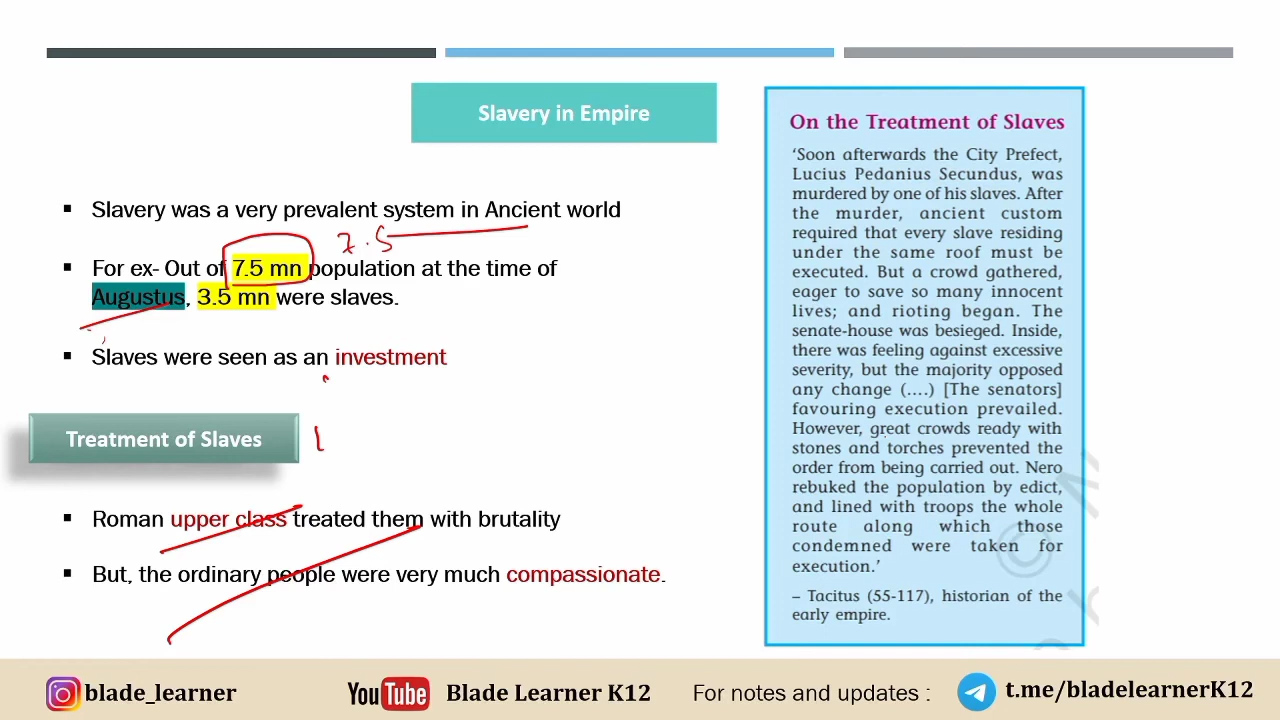 Slavery in Empire
▪ Slavery was a very prevalent system in Ancient world
7.5
▪ For ex- Out of 7.5 mn population at the time of
Augustus, 3.5 mn were slaves.
▪ Slaves were seen as an investment
Treatment of Slaves
▪ Roman upper class treated them with brutality
▪ But, the ordinary people were very much compassionate.
On the Treatment of Slaves
‘Soon afterwards the City Prefect,
Lucius Pedanius Secundus, was
murdered by one of his slaves. After
the murder, ancient custom
required that every slave residing
under the same roof must be
executed. But a crowd gathered,
eager to save so many innocent
lives; and rioting began. The
senate-house was besieged. Inside,
there was feeling against excessive
severity, but the majority opposed
any change (....) [The senators]
favouring execution prevailed.
However, great crowds ready with
stones and torches prevented the
order from being carried out. Nero
rebuked the population by edict,
and lined with troops the whole
route along which those
condemned were taken for
execution.’
– Tacitus (55-117), historian of the
early empire.
blade_learner
YouTube Blade Learner K12
For notes and updates :
t.me/bladelearnerK12